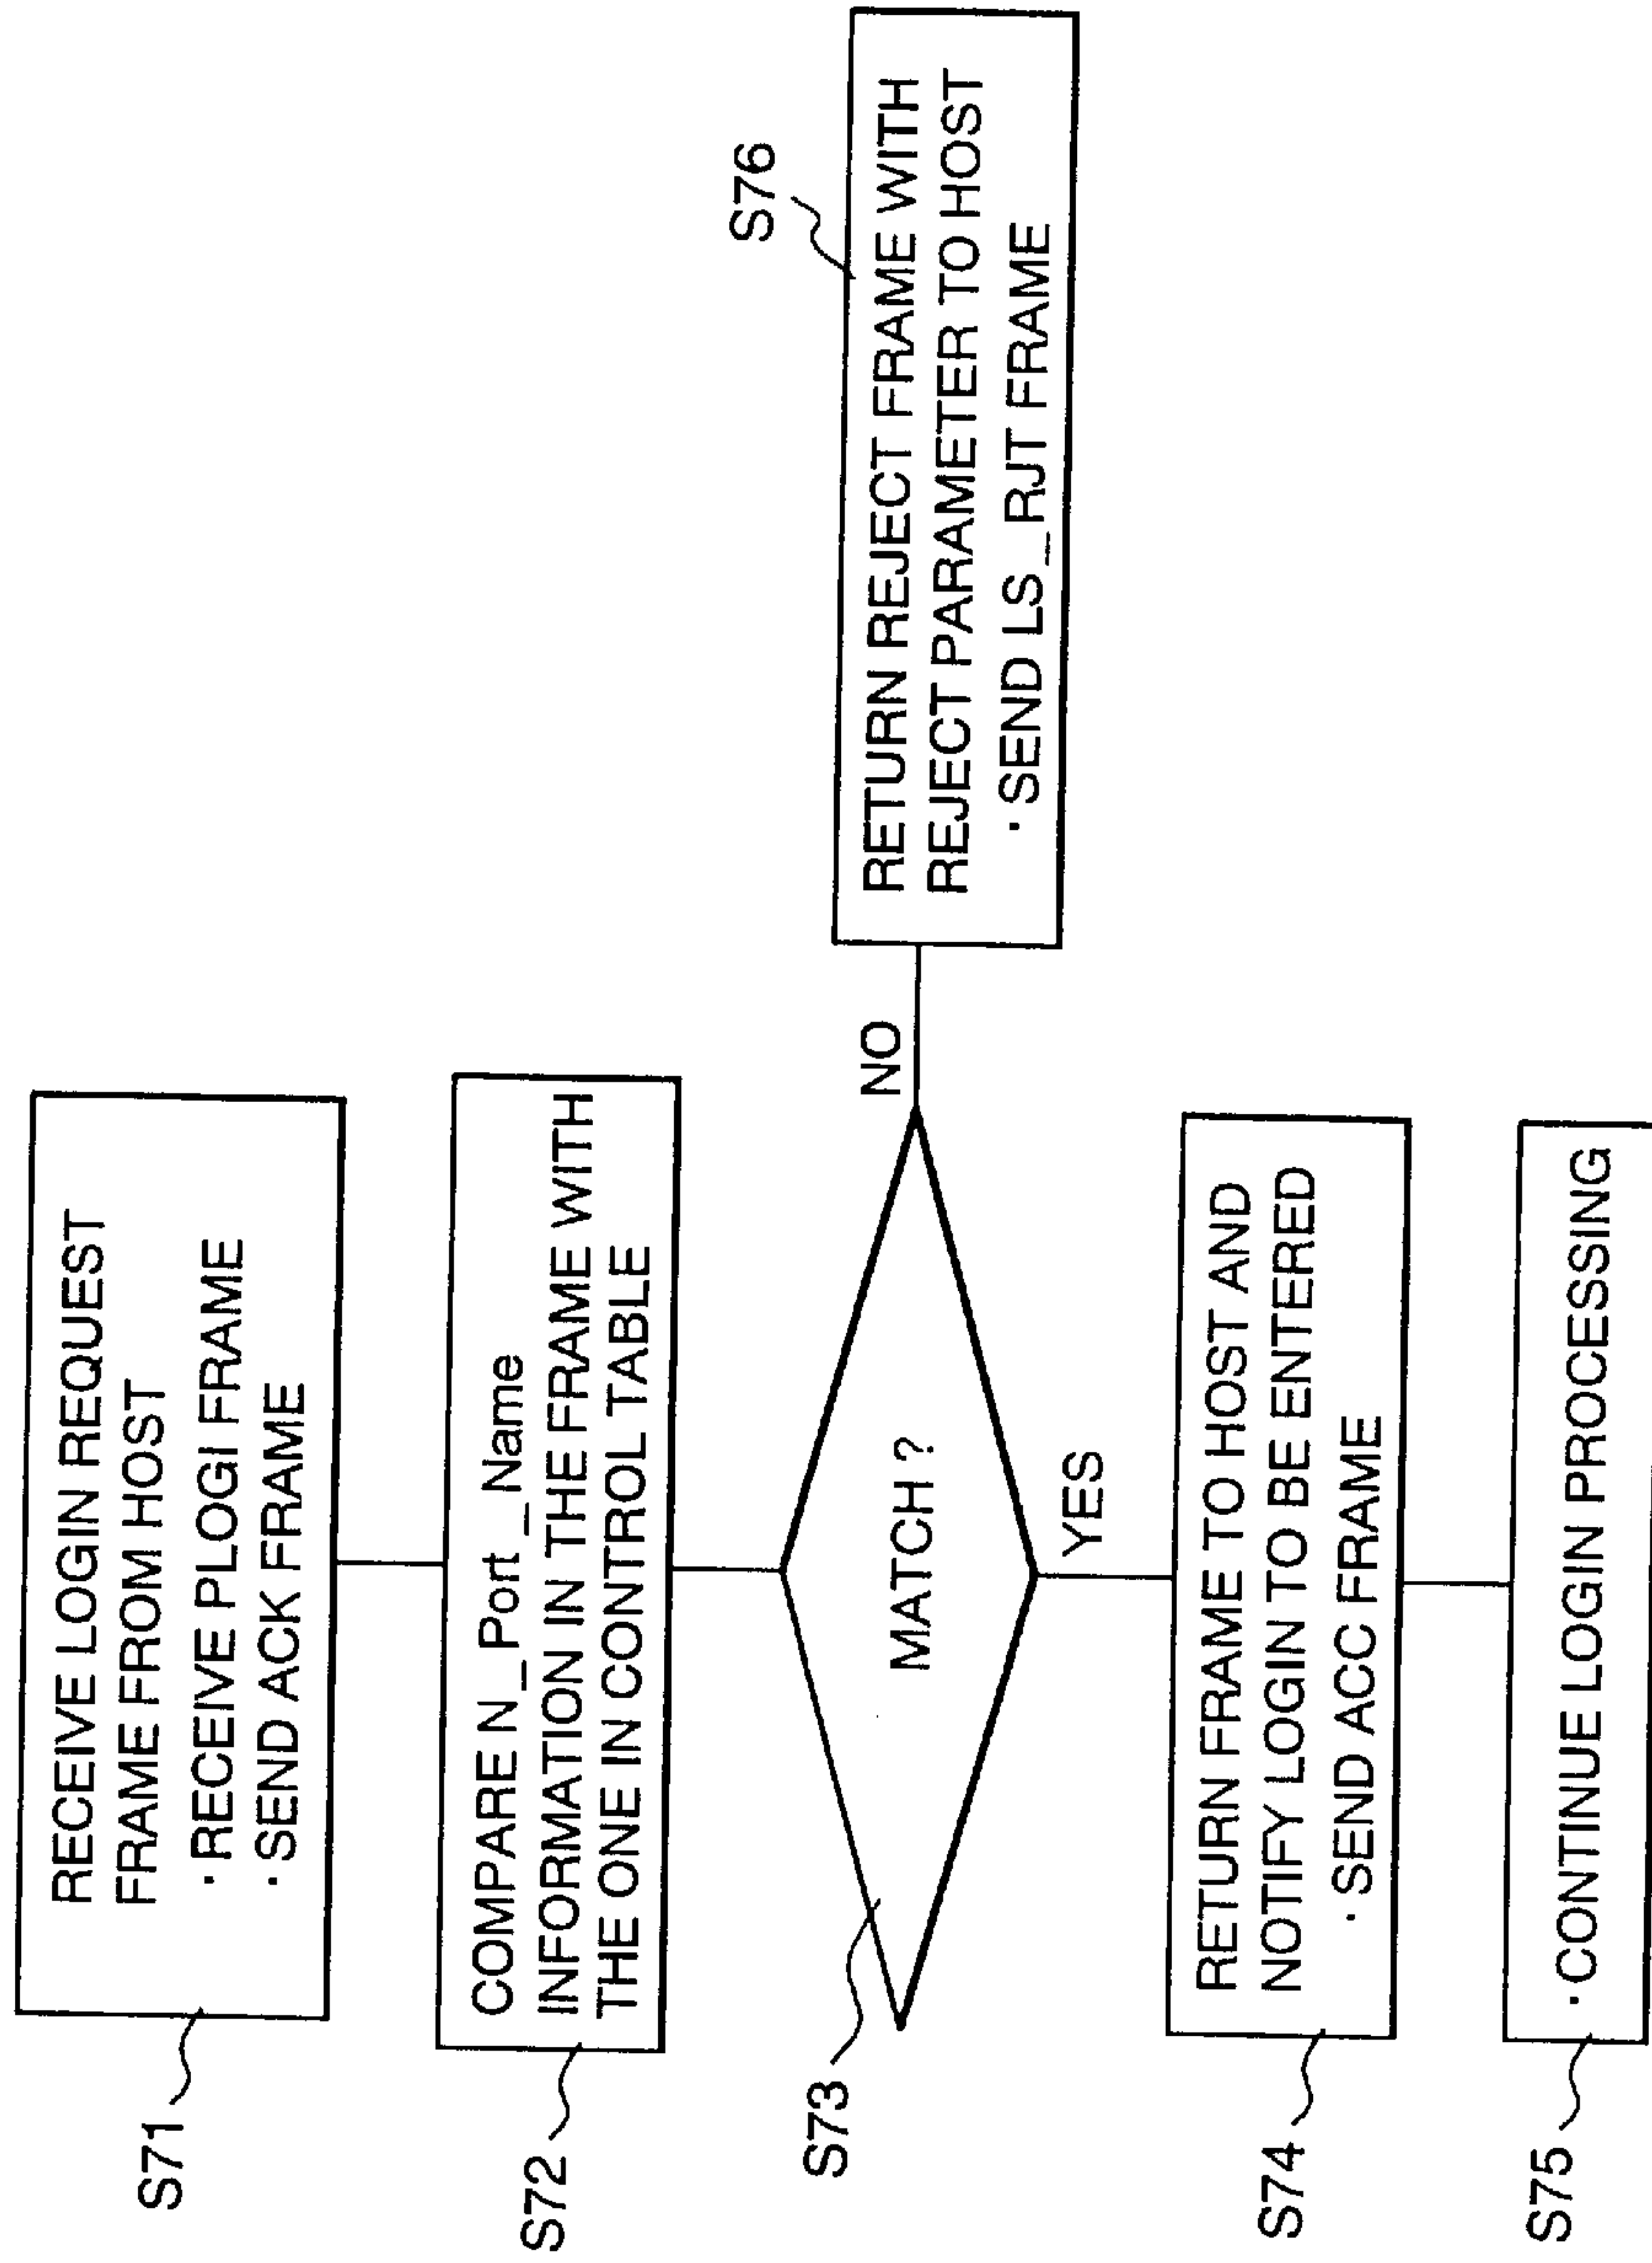 S71
RECEIVE LOGIN REQUEST
FRAME FROM HOST
· RECEIVE PLOGI FRAME
· SEND ACK FRAME
S72
COMPARE N_Port_Name
INFORMATION IN THE FRAME WITH
THE ONE IN CONTROL TABLE
S73
MATCH ?
NO
S76
RETURN REJECT FRAME WITH
REJECT PARAMETER TO HOST
· SEND LS_RJT FRAME
YES
S74
RETURN FRAME TO HOST AND
NOTIFY LOGIN TO BE ENTERED
· SEND ACC FRAME
S75
· CONTINUE LOGIN PROCESSING